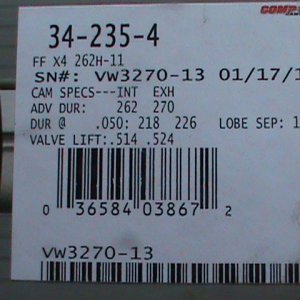 COMP
34-235-4
FF X4 262H-11
SN#: VW3270-13 01/17/1
CAM SPECS---INT EXH
ADV DUR: 262 270
DUR @ .050: 218 226 LOBE SEP: 1
VALVE LIFT:.514 .524
0 36584 03867 2
VW3270-13